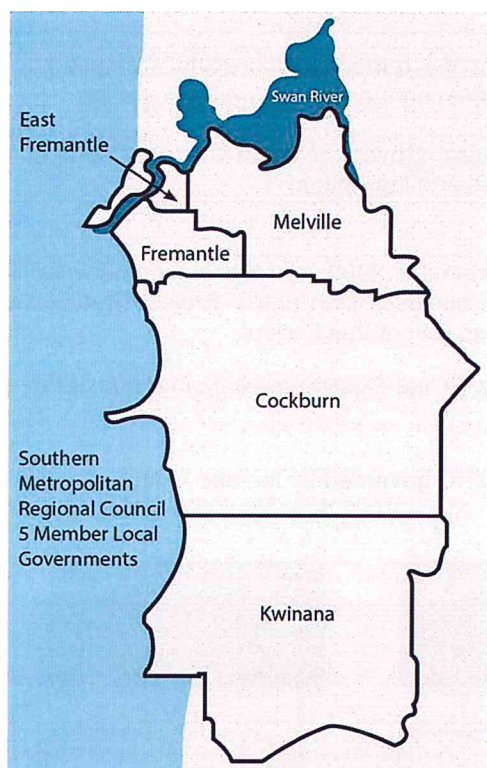 Swan River
East
Fremantle
Melville
Fremantle
Cockburn
Southern
Metropolitan
Regional Council
5 Member Local
Governments
Kwinana